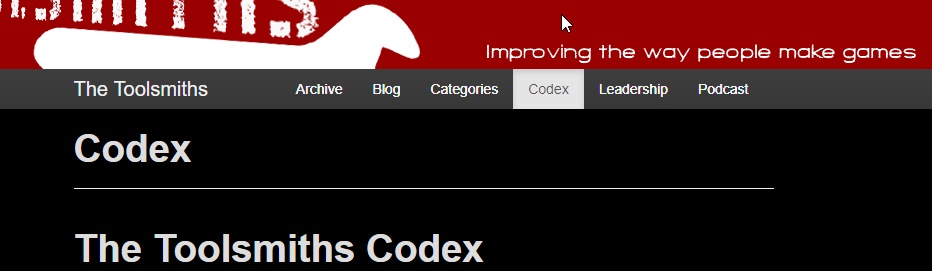 Improving the way people make games
The Toolsmiths Archive Blog Categories Codex Leadership Podcast
Codex
The Toolsmiths Codex